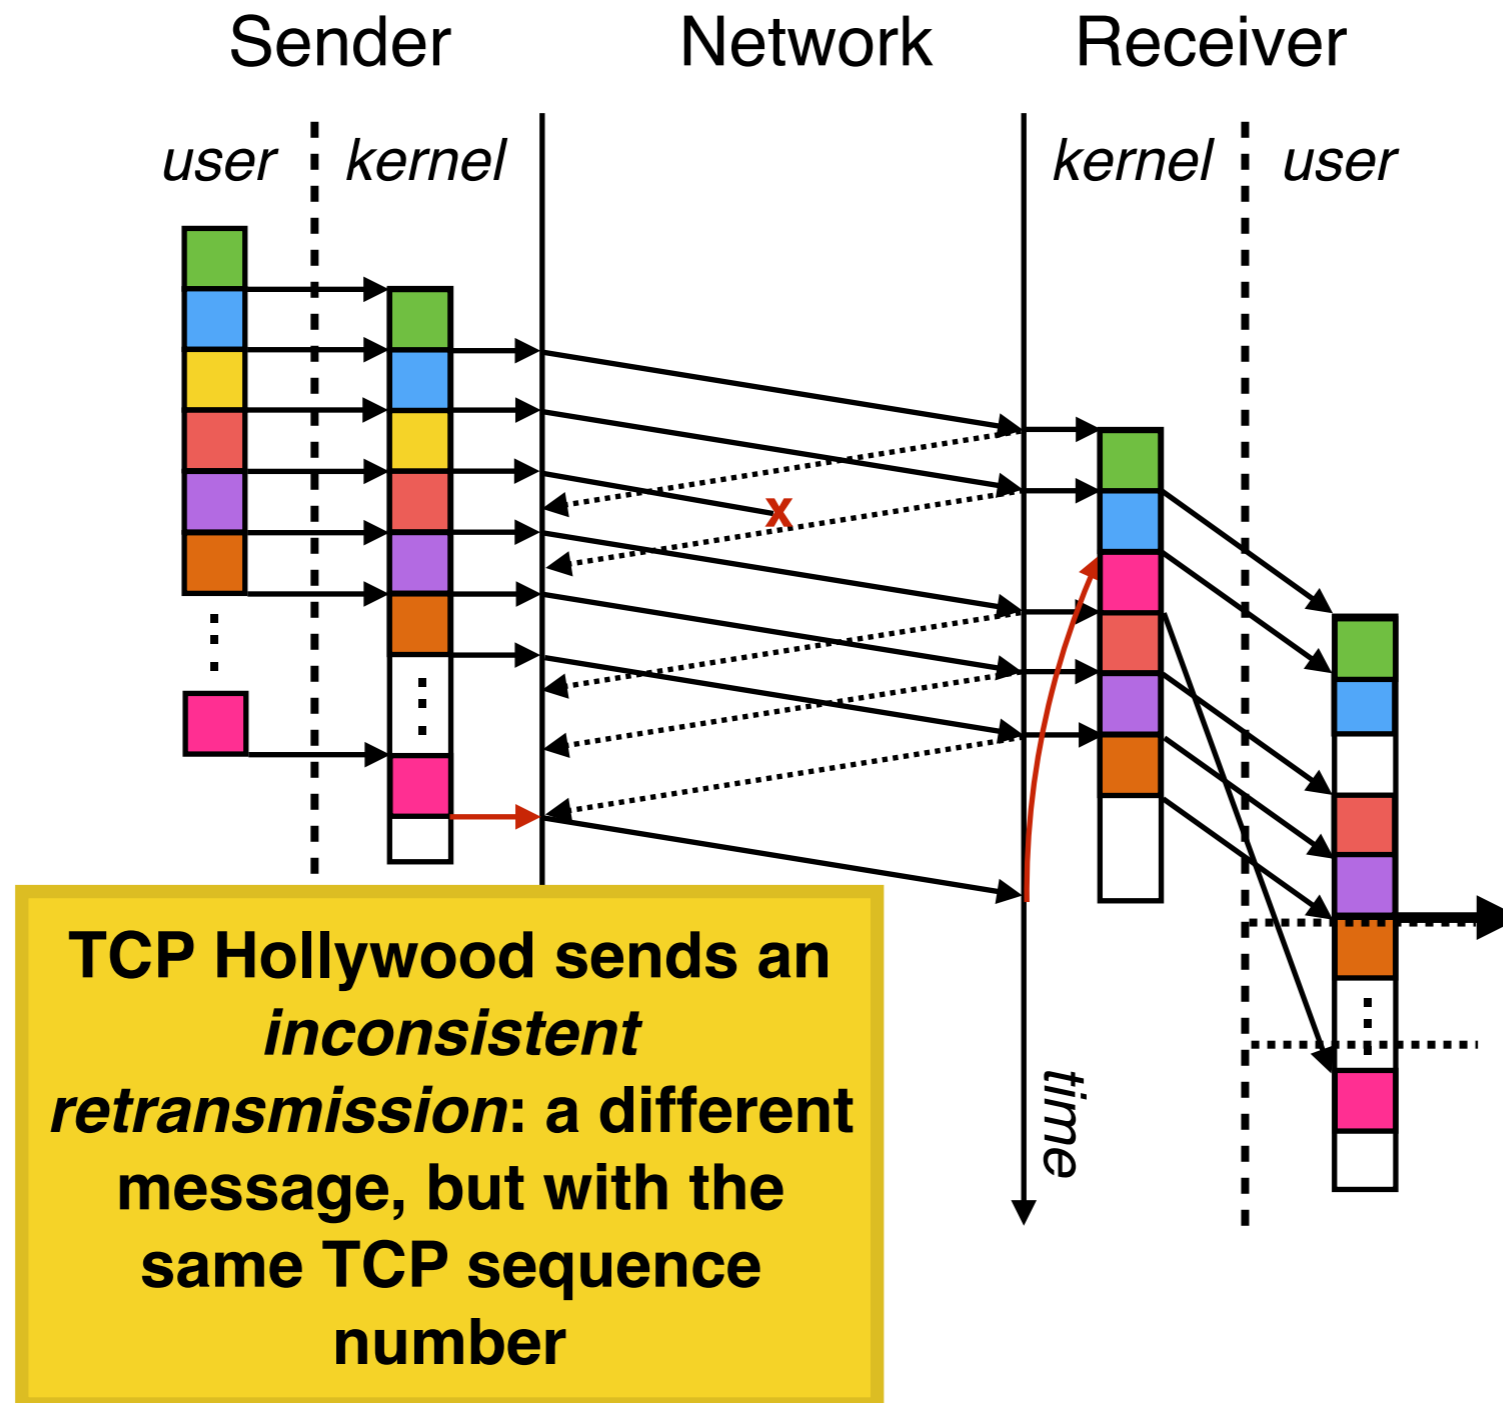 Sender Network Receiver
user kernel kernel user
X
time
TCP Hollywood sends an
inconsistent
retransmission: a different
message, but with the
same TCP sequence
number